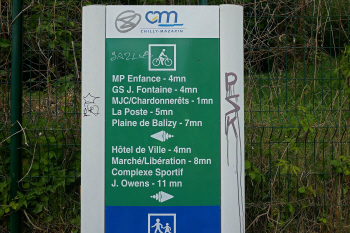 cm
CHILLY-MAZARIN
MP Enfance - 4mn
GS J. Fontaine - 4mn
MJC/Chardonnerêts - 1mn
La Poste - 5mn
Plaine de Balizy - 7mn
Hôtel de Ville - 4mn
Marché/Libération - 8mn
Complexe Sportif
J. Owens - 11 mn